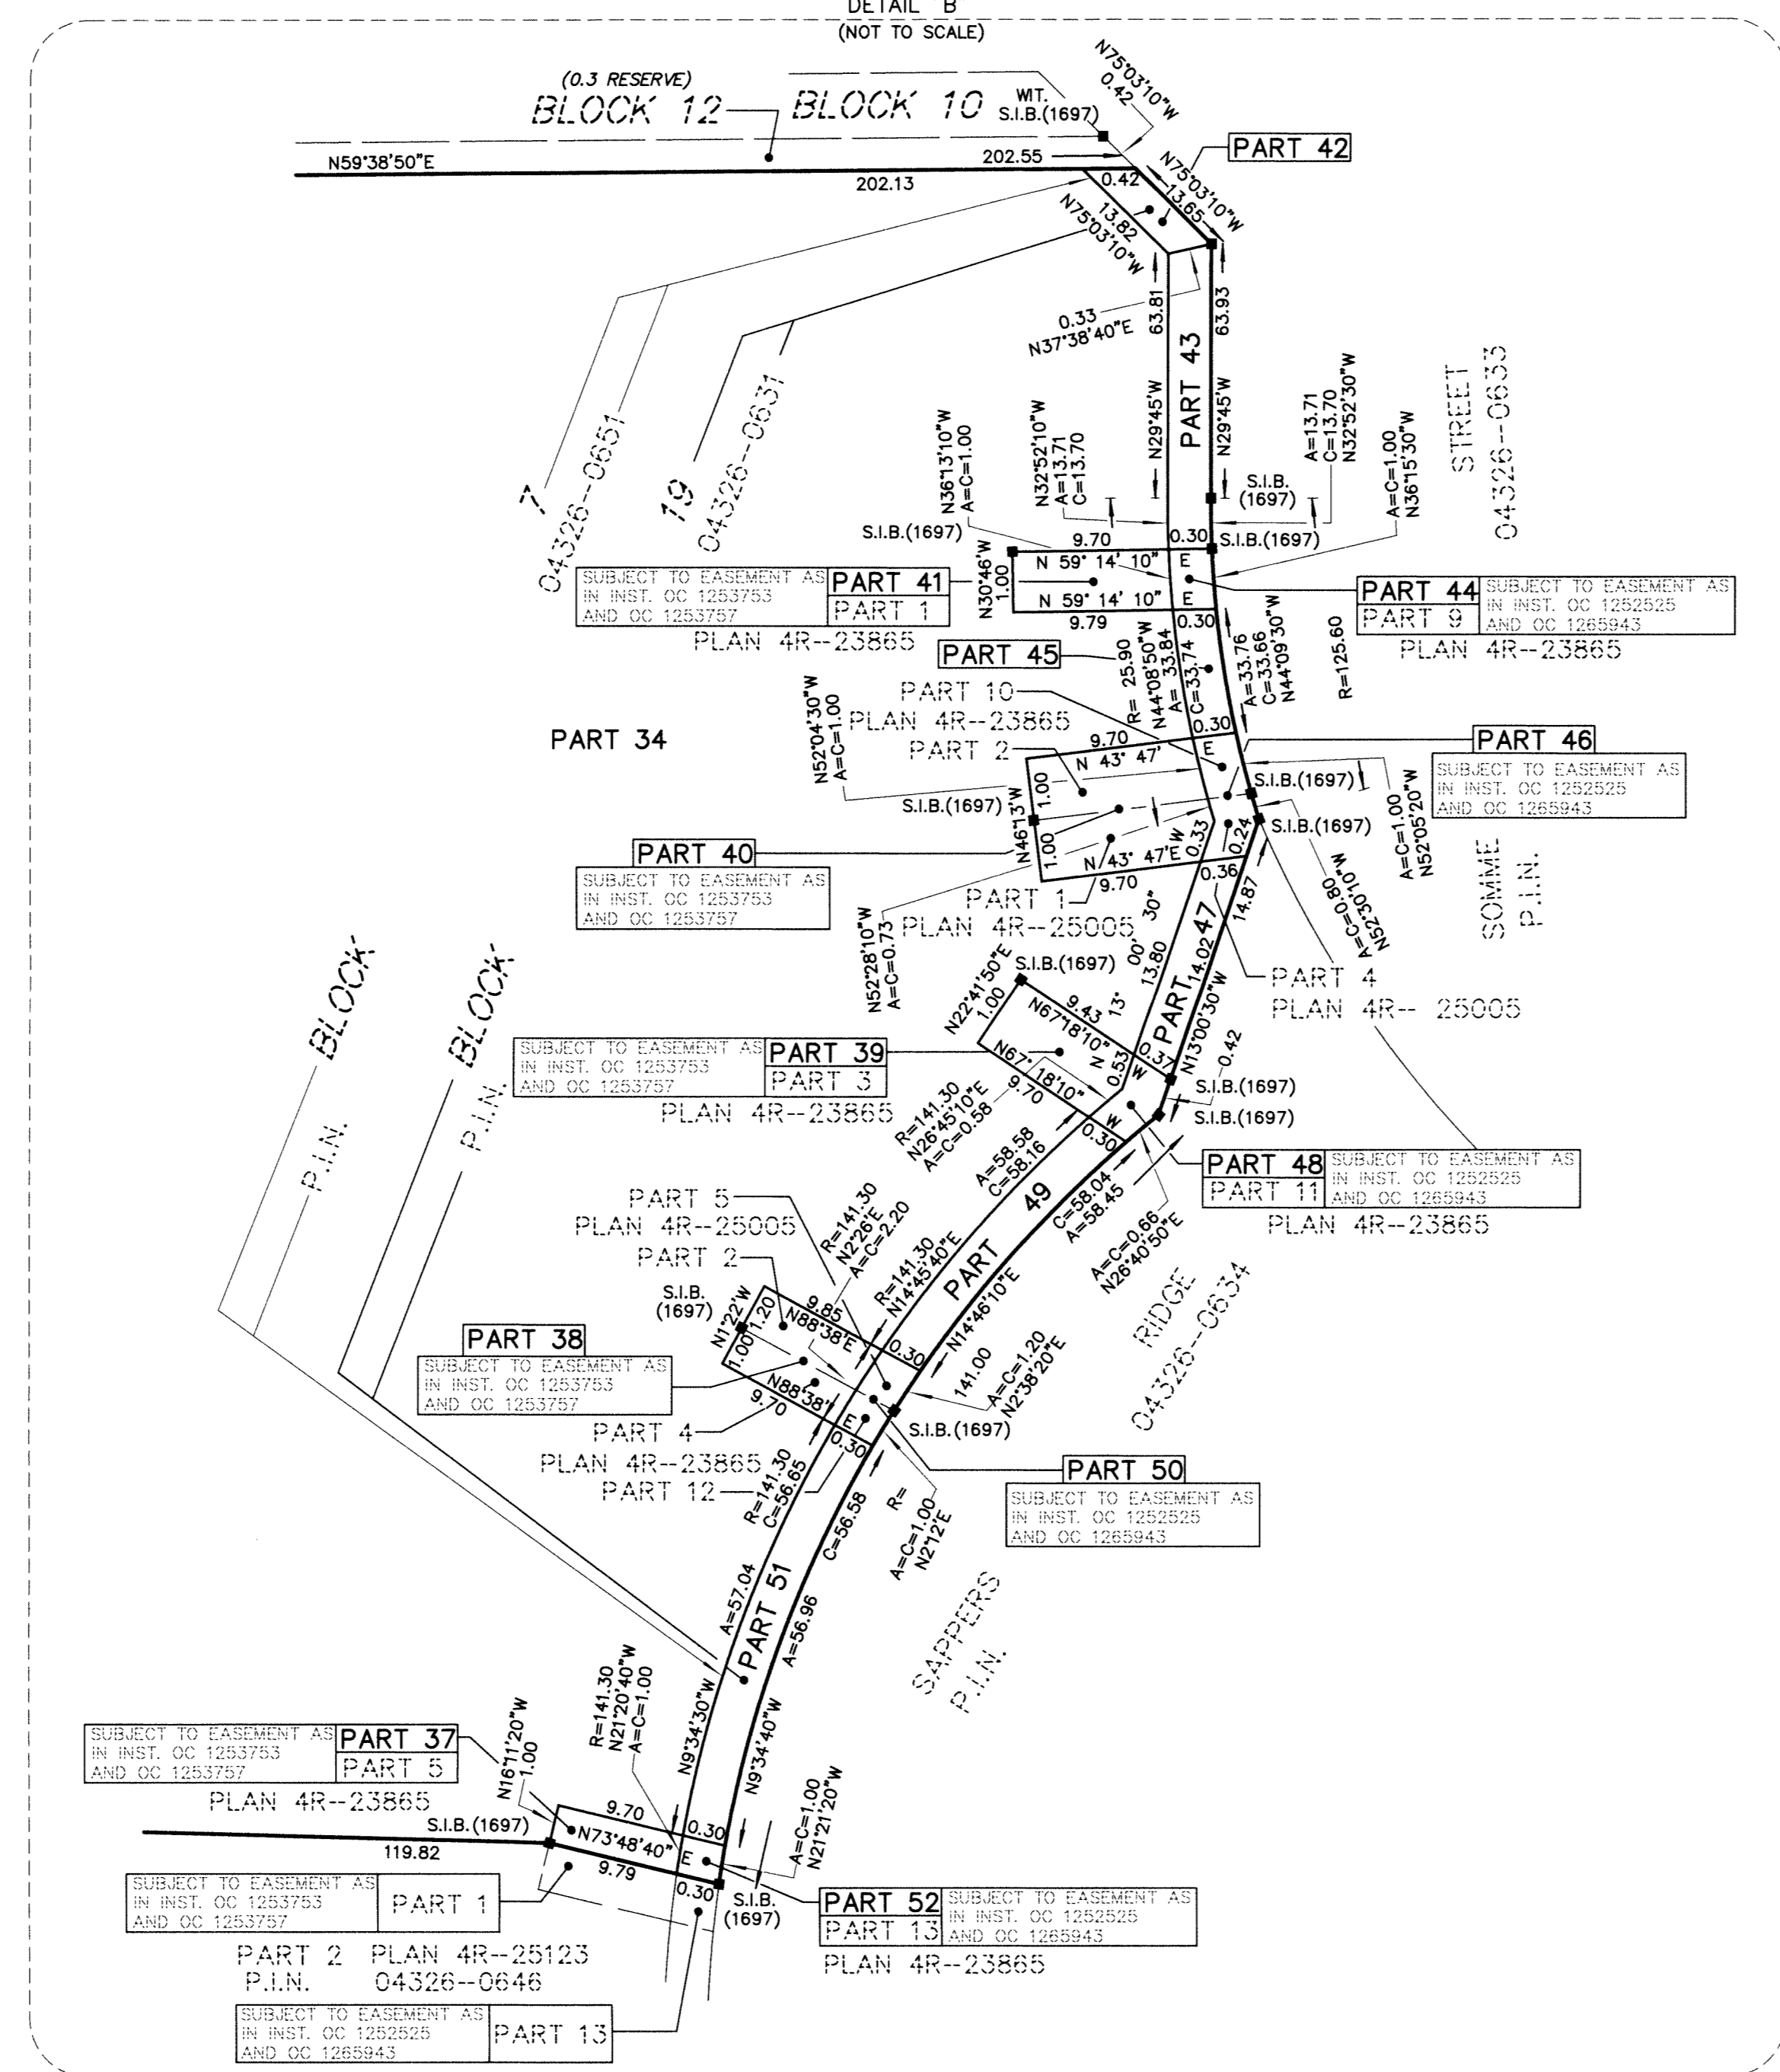 DETAIL "B"
(NOT TO SCALE)
(0.3 RESERVE)
BLOCK 12
BLOCK 10
WIT.
S.I.B.(1697)
N75°03'10"W
0.42
PART 42
N59°38'50"E
202.55
202.13
0.42
N75°03'10"W
13.65
13.82
N75°03'10"W
0.33
N37°38'40"E
63.81
N29°45'W
PART 43
63.93
N29°45'W
7
04326--0651
19
04326--0631
STREET
04326--0633
N36°13'10"W
A=C=1.00
N32°52'10"W
A=13.71
C=13.70
S.I.B.
(1697)
A=13.71
C=13.70
N32°52'30"W
A=C=1.00
N36°15'30"W
S.I.B.(1697)
9.70
0.30
S.I.B.(1697)
N30°46'W
1.00
N 59° 14' 10" E
N 59° 14' 10" E
9.79
0.30
SUBJECT TO EASEMENT AS
IN INST. OC 1253753
AND OC 1253757
PART 41
PART 1
PLAN 4R--23865
PART 44
PART 9
SUBJECT TO EASEMENT AS
IN INST. OC 1252525
AND OC 1265943
PLAN 4R--23865
PART 45
R= 25.90
N44°08'50"W
A= 33.84
C=33.74
A=33.76
C=33.66
N44°09'30"W
R=125.60
PART 10
PLAN 4R--23865
PART 2
PART 34
N52°04'30"W
A=C=1.00
9.70
0.30
N 43° 47' E
PART 46
SUBJECT TO EASEMENT AS
IN INST. OC 1252525
AND OC 1265943
S.I.B.(1697)
N46°13'W
1.00
1.00
S.I.B.(1697)
S.I.B.(1697)
A=C=1.00
N52°05'20"W
A=C=0.80
N52°30'10"W
SOMME
P.I.N.
PART 40
SUBJECT TO EASEMENT AS
IN INST. OC 1253753
AND OC 1253757
N 43° 47'E
9.70
0.33
W
0.24
0.36
14.87
PART 1
PLAN 4R--25005
N52°28'10"W
A=C=0.73
N 13° 00' 30"
13.80
PART 47
14.02
N13°00'30"W
PART 4
PLAN 4R-- 25005
BLOCK
P.I.N.
BLOCK
P.I.N.
S.I.B.(1697)
N22°41'50"E
1.00
9.43
N67°18'10"
W
0.37
0.53
0.42
N67° 18'10" W
9.70
0.30
S.I.B.(1697)
S.I.B.(1697)
SUBJECT TO EASEMENT AS
IN INST. OC 1253753
AND OC 1253757
PART 39
PART 3
PLAN 4R--23865
R=141.30
N26°45'10"E
A=C=0.58
A=58.58
C=58.16
PART 48
PART 11
SUBJECT TO EASEMENT AS
IN INST. OC 1252525
AND OC 1265943
PLAN 4R--23865
PART 49
C=58.04
A=58.45
A=C=0.66
N26°40'50"E
PART 5
PLAN 4R--25005
PART 2
R=141.30
N2°26'E
A=C=2.20
R=141.30
N14°45'40"E
N14°46'10"E
141.00
RIDGE
04326--0634
S.I.B.
(1697)
N1°22'W
1.20
1.00
9.85
N88°38'E
0.30
A=C=1.20
N2°38'20"E
PART 38
SUBJECT TO EASEMENT AS
IN INST. OC 1253753
AND OC 1253757
N88°38'
E
9.70
0.30
S.I.B.(1697)
PART 4
PLAN 4R--23865
PART 12
PART 50
SUBJECT TO EASEMENT AS
IN INST. OC 1252525
AND OC 1265943
R=141.30
C=56.65
C=56.58
R=
A=C=1.00
N2°12'E
A=57.04
PART 51
A=56.96
SAPPERS
P.I.N.
R=141.30
N21°20'40"W
A=C=1.00
N9°34'30"W
N9°34'40"W
SUBJECT TO EASEMENT AS
IN INST. OC 1253753
AND OC 1253757
PART 37
PART 5
PLAN 4R--23865
N16°11'20"W
1.00
S.I.B.(1697)
9.70
0.30
N73°48'40" E
119.82
9.79
0.30
S.I.B.
(1697)
A=C=1.00
N21°21'20"W
SUBJECT TO EASEMENT AS
IN INST. OC 1253753
AND OC 1253757
PART 1
PART 2 PLAN 4R--25123
P.I.N. 04326--0646
PART 52
PART 13
SUBJECT TO EASEMENT AS
IN INST. OC 1252525
AND OC 1265943
PLAN 4R--23865
SUBJECT TO EASEMENT AS
IN INST. OC 1252525
AND OC 1265943
PART 13